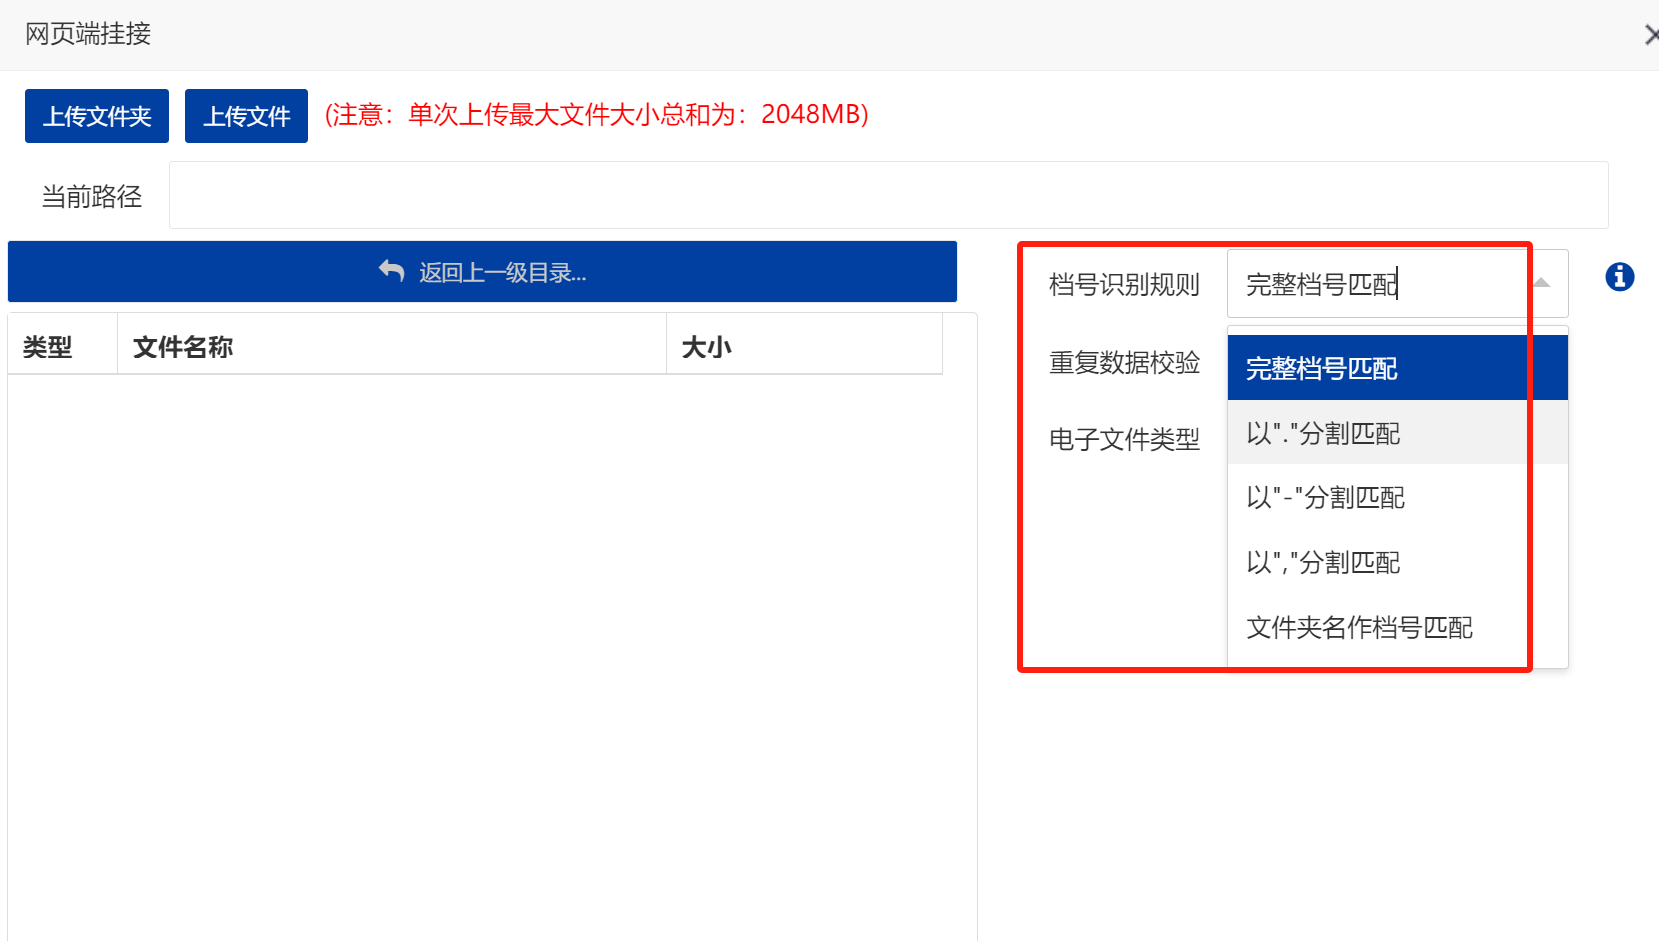 网页端挂接
上传文件夹 上传文件 (注意：单次上传最大文件大小总和为：2048MB)
当前路径
返回上一级目录...
类型 文件名称 大小
档号识别规则 完整档号匹配
重复数据校验
电子文件类型
完整档号匹配
以"."分割匹配
以"-"分割匹配
以","分割匹配
文件夹名作档号匹配